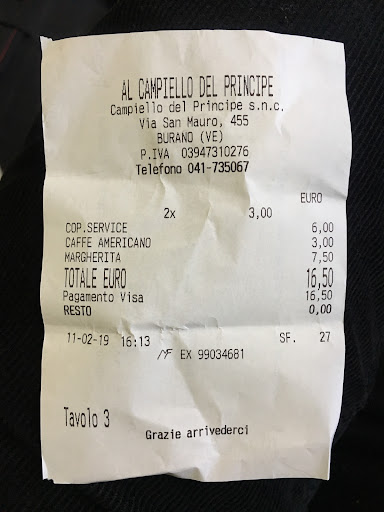 AL CAMPIELLO DEL PRINCIPE
Campiello del Principe s.n.c.
Via San Mauro, 455
BURANO (VE)
P.IVA 03947310276
Telefono 041-735067
EURO
2x 3,00
COP.SERVICE 6,00
CAFFE AMERICANO 3,00
MARGHERITA 7,50
TOTALE EURO 16,50
Pagamento Visa 16,50
RESTO 0,00
11-02-19 16:13 SF. 27
MF EX 99034681
Tavolo 3
Grazie arrivederci